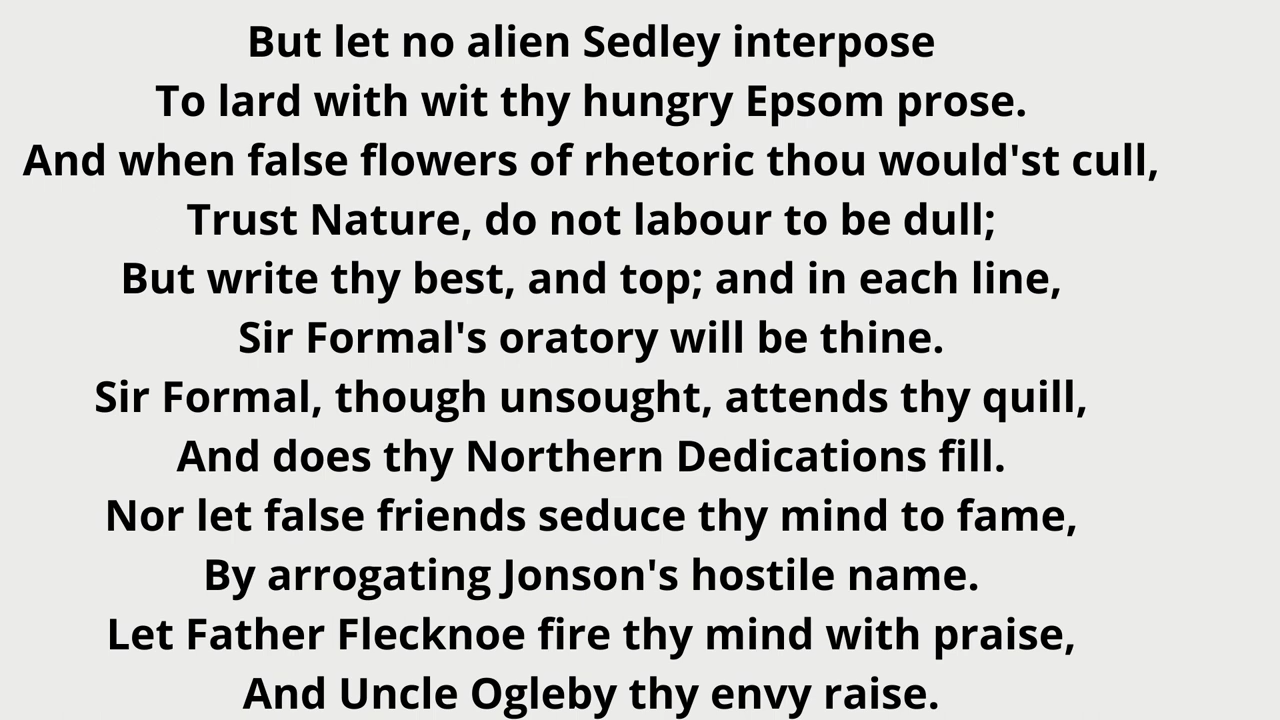 But let no alien Sedley interpose
To lard with wit thy hungry Epsom prose.
And when false flowers of rhetoric thou would'st cull,
Trust Nature, do not labour to be dull;
But write thy best, and top; and in each line,
Sir Formal's oratory will be thine.
Sir Formal, though unsought, attends thy quill,
And does thy Northern Dedications fill.
Nor let false friends seduce thy mind to fame,
By arrogating Jonson's hostile name.
Let Father Flecknoe fire thy mind with praise,
And Uncle Ogleby thy envy raise.